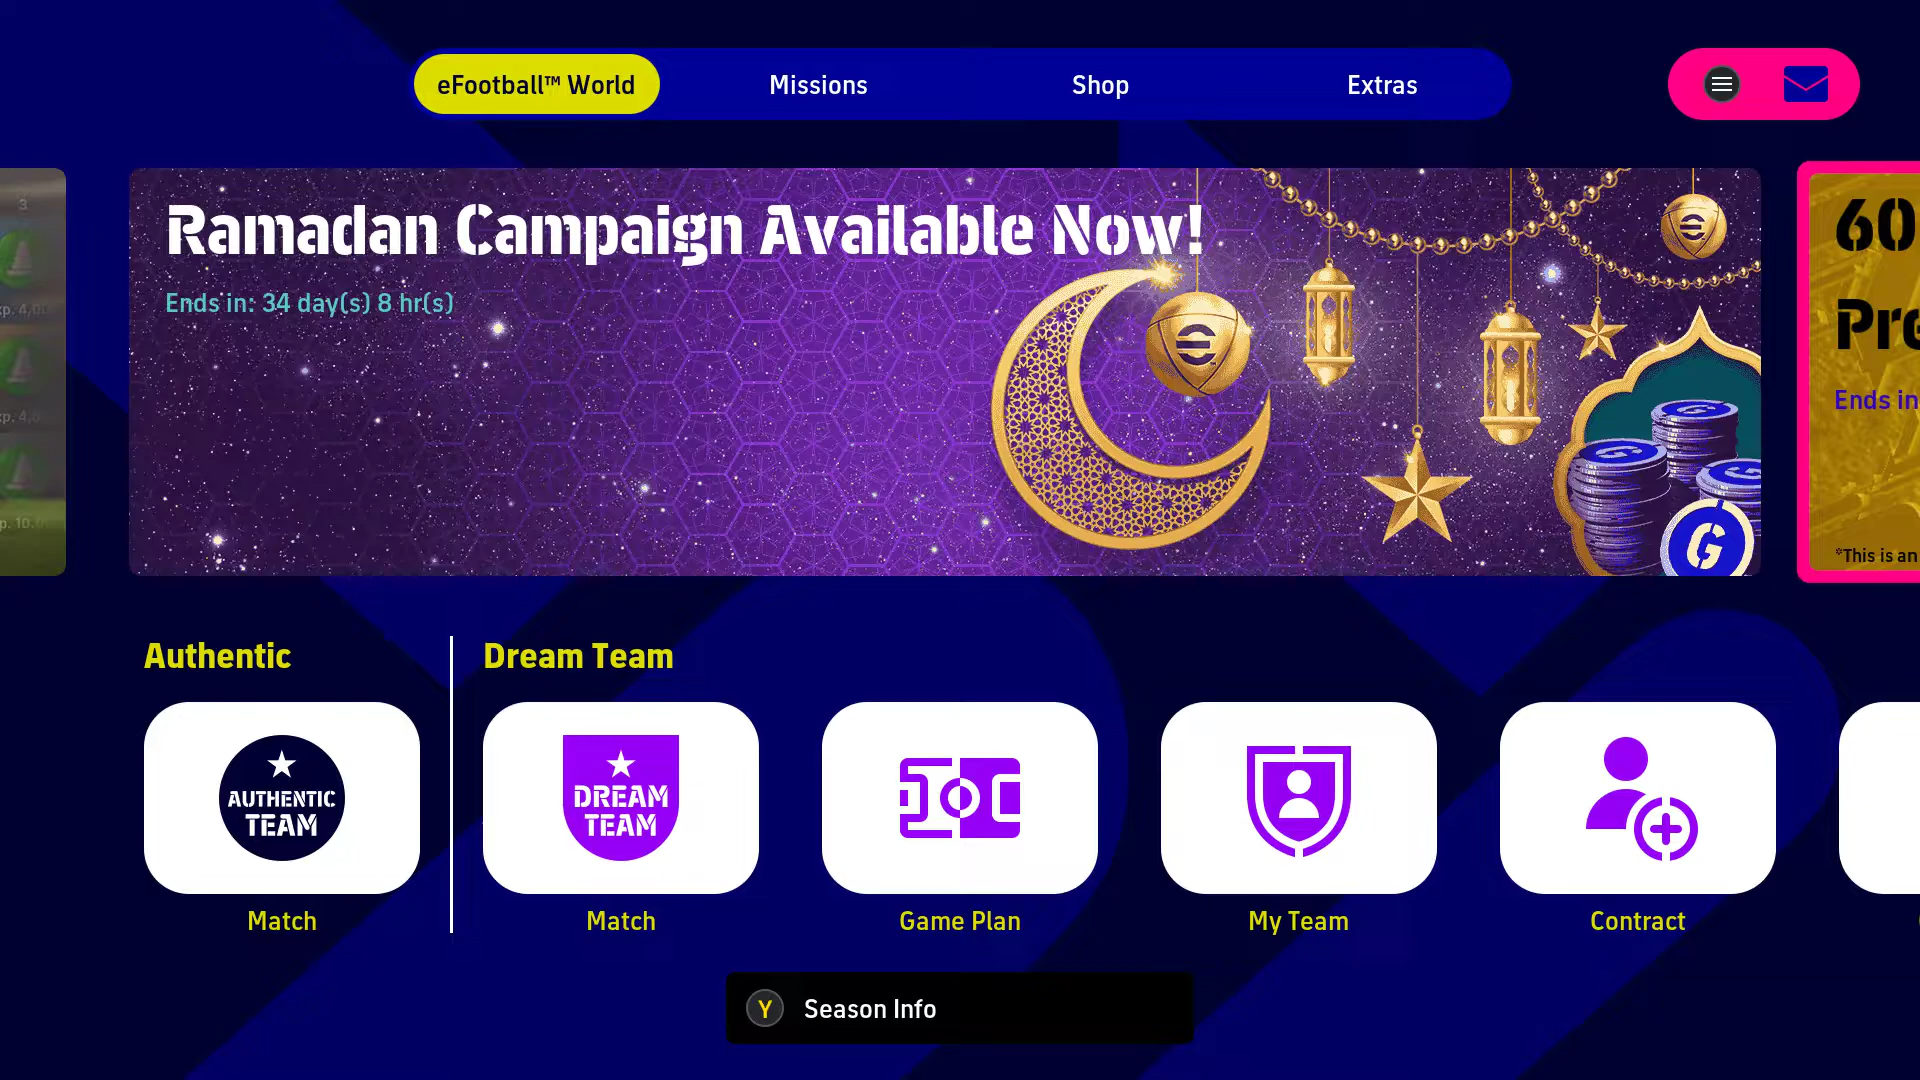 eFootball™ World
Missions
Shop
Extras
3
Ramadan Campaign Available Now!
Ends in: 34 day(s) 8 hr(s)
60
Ends in
*This is an
Authentic
Dream Team
AUTHENTIC
TEAM
DREAM
TEAM
G
G
G
Match
Match
Game Plan
My Team
Contract
Y
Season Info